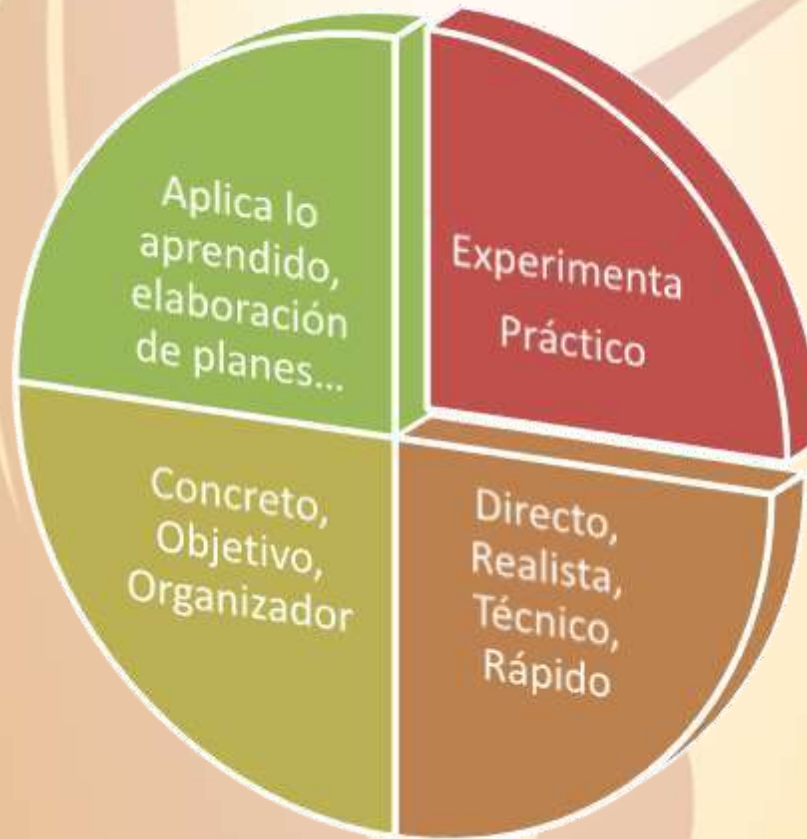 Aplica lo
aprendido,
elaboración
de planes...
Experimenta
Práctico
Concreto,
Objetivo,
Organizador
Directo,
Realista,
Técnico,
Rápido